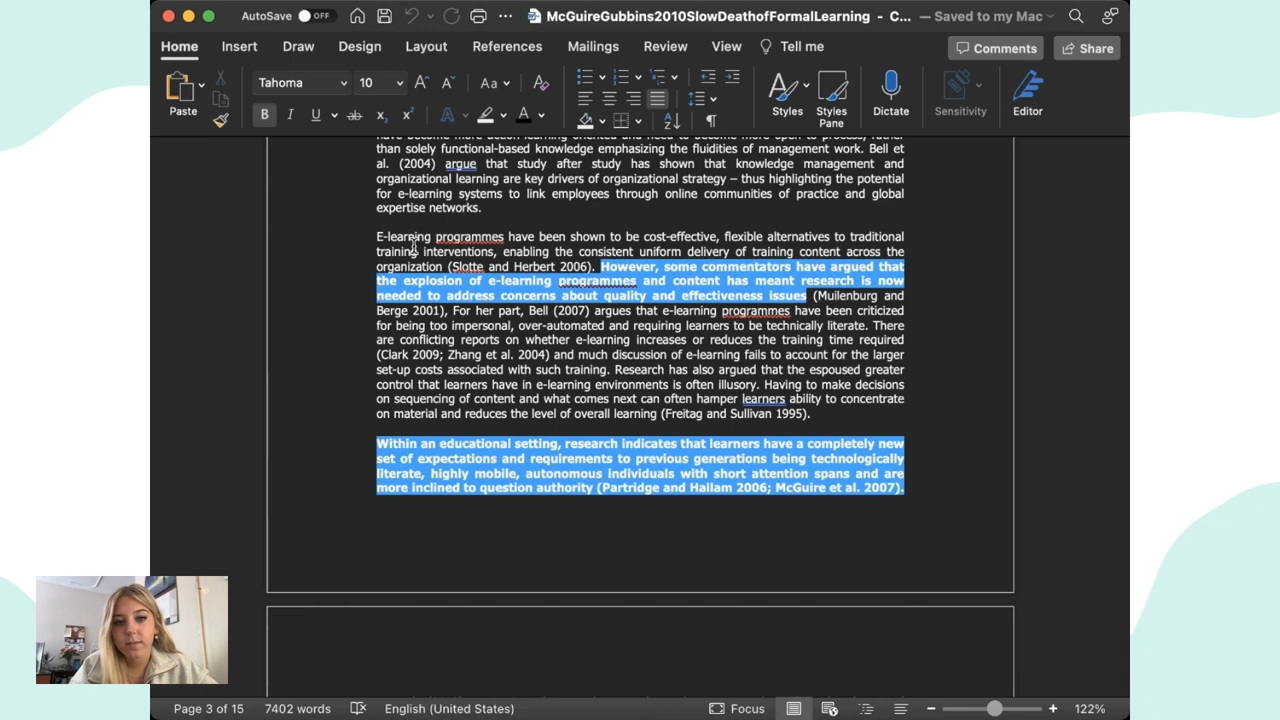 AutoSave OFF McGuireGubbins2010SlowDeathofFormalLearning - C... — Saved to my Mac
Home Insert Draw Design Layout References Mailings Review View Tell me Comments Share
Paste Tahoma 10 Aa Styles Styles Pane Dictate Sensitivity Editor
have become more action learning oriented and need to become more open to process, rather
than solely functional-based knowledge emphasizing the fluidities of management work. Bell et
al. (2004) argue that study after study has shown that knowledge management and
organizational learning are key drivers of organizational strategy – thus highlighting the potential
for e-learning systems to link employees through online communities of practice and global
expertise networks.
E-learning programmes have been shown to be cost-effective, flexible alternatives to traditional
training interventions, enabling the consistent uniform delivery of training content across the
organization (Slotte and Herbert 2006). However, some commentators have argued that
the explosion of e-learning programmes and content has meant research is now
needed to address concerns about quality and effectiveness issues (Muilenburg and
Berge 2001), For her part, Bell (2007) argues that e-learning programmes have been criticized
for being too impersonal, over-automated and requiring learners to be technically literate. There
are conflicting reports on whether e-learning increases or reduces the training time required
(Clark 2009; Zhang et al. 2004) and much discussion of e-learning fails to account for the larger
set-up costs associated with such training. Research has also argued that the espoused greater
control that learners have in e-learning environments is often illusory. Having to make decisions
on sequencing of content and what comes next can often hamper learners ability to concentrate
on material and reduces the level of overall learning (Freitag and Sullivan 1995).
Within an educational setting, research indicates that learners have a completely new
set of expectations and requirements to previous generations being technologically
literate, highly mobile, autonomous individuals with short attention spans and are
more inclined to question authority (Partridge and Hallam 2006; McGuire et al. 2007).
Page 3 of 15 7402 words English (United States) Focus 122%